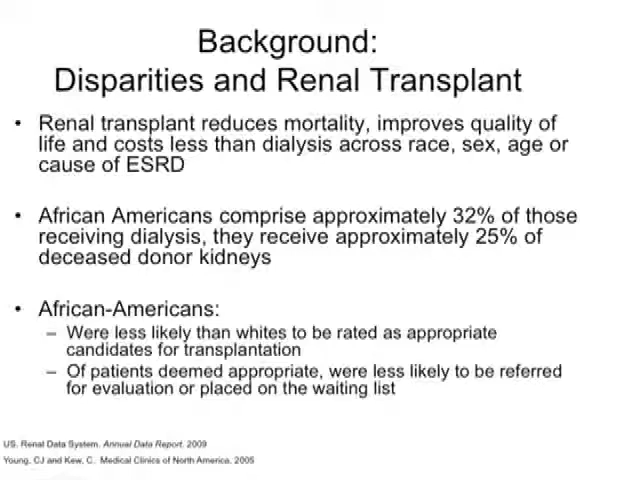 Background:
Disparities and Renal Transplant
• Renal transplant reduces mortality, improves quality of
life and costs less than dialysis across race, sex, age or
cause of ESRD
• African Americans comprise approximately 32% of those
receiving dialysis, they receive approximately 25% of
deceased donor kidneys
• African-Americans:
– Were less likely than whites to be rated as appropriate
candidates for transplantation
– Of patients deemed appropriate, were less likely to be referred
for evaluation or placed on the waiting list
US. Renal Data System. Annual Data Report. 2009
Young, CJ and Kew, C. Medical Clinics of North America, 2005